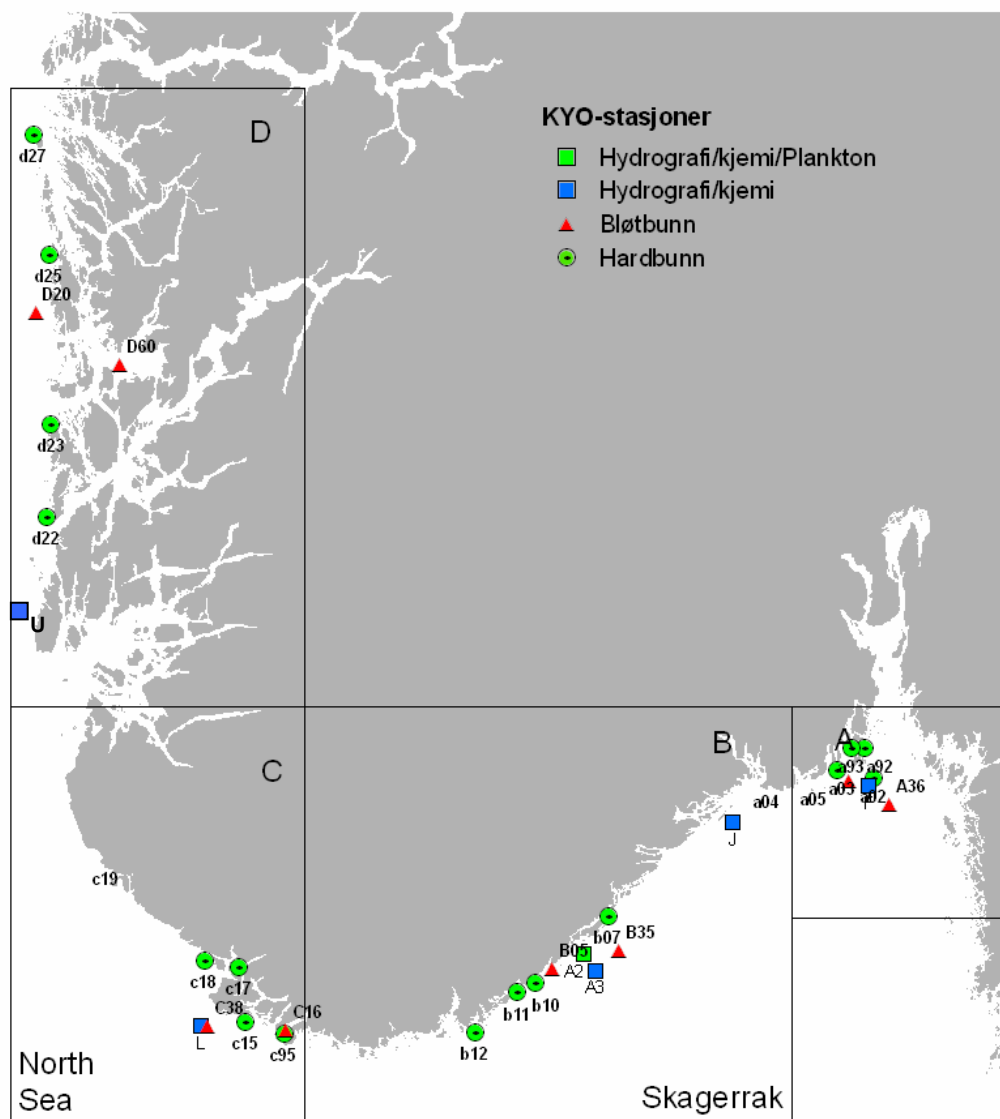 D
KYO-stasjoner
Hydrografi/kjemi/Plankton
Hydrografi/kjemi
Bløtbunn
Hardbunn
d27
d25
D20
D60
d23
d22
U
A
B
C
a93
a92
a03
a02
A36
a05
a04
I
J
c19
b07
B35
B05
A2
A3
b10
b11
b12
c18
c17
C38
C16
L
c15
c95
North
Sea
Skagerrak